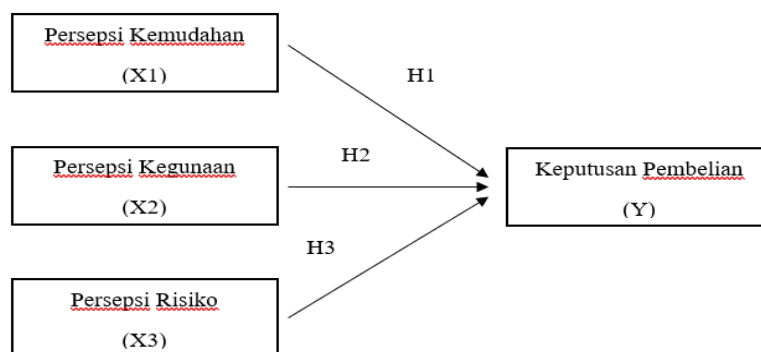 Persepsi Kemudahan
(X1)
H1
Persepsi Kegunaan
(X2)
H2
Keputusan Pembelian
(Y)
H3
Persepsi Risiko
(X3)